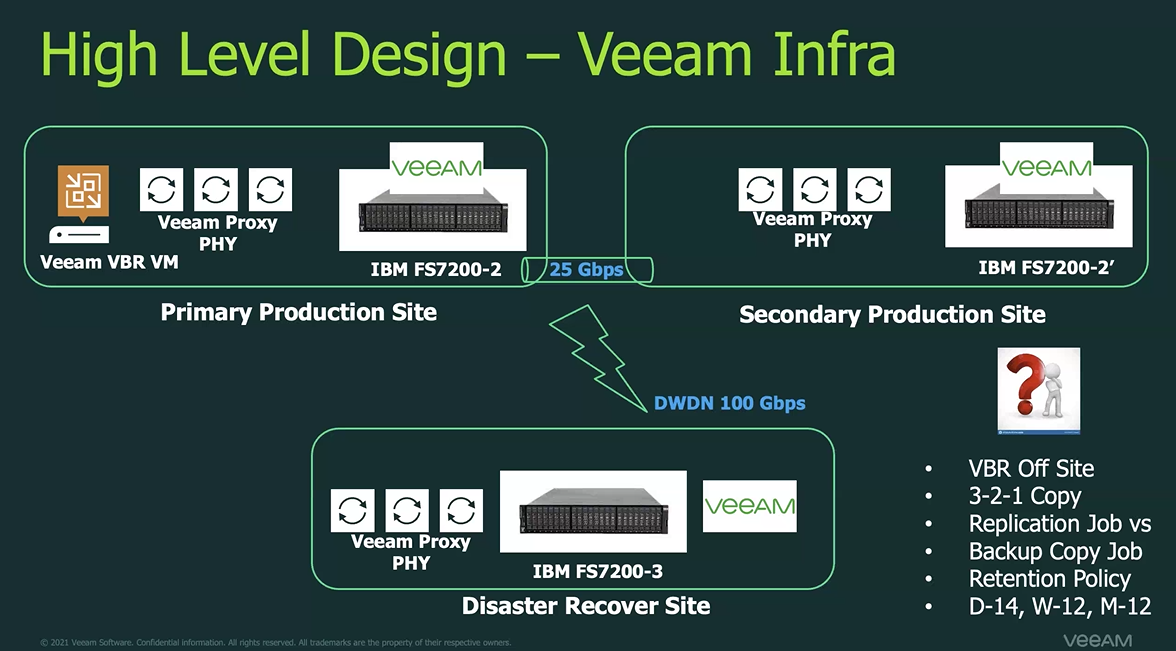 High Level Design – Veeam Infra
veeAM
Veeam Proxy
PHY
Veeam VBR VM
IBM FS7200-2
Primary Production Site
25 Gbps
veeAM
Veeam Proxy
PHY
IBM FS7200-2’
Secondary Production Site
DWDN 100 Gbps
Veeam Proxy
PHY
IBM FS7200-3
veeAM
Disaster Recover Site
• VBR Off Site
• 3-2-1 Copy
• Replication Job vs
• Backup Copy Job
• Retention Policy
• D-14, W-12, M-12
© 2021 Veeam Software. Confidential information. All rights reserved. All trademarks are the property of their respective owners.
veeAM